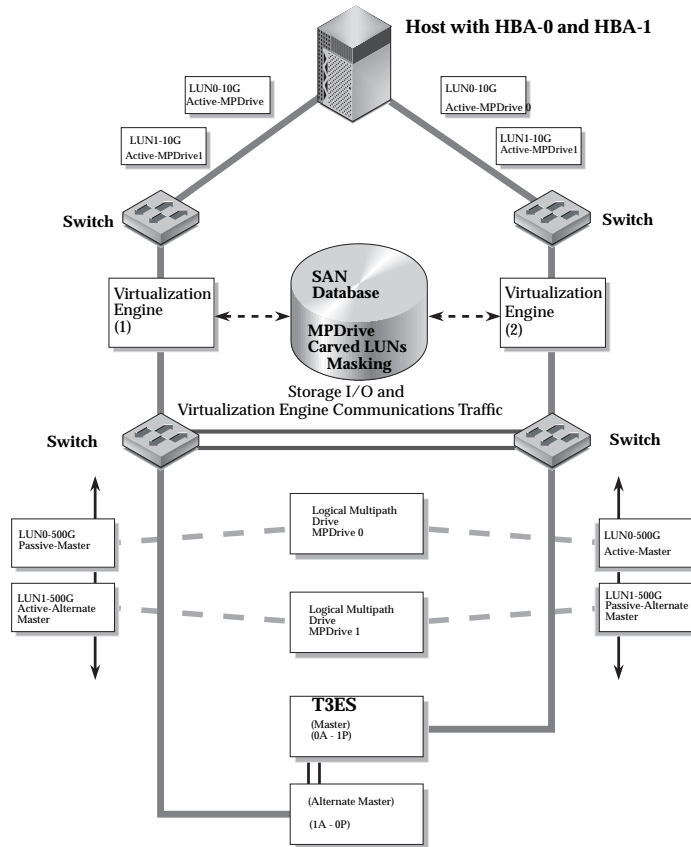 Host with HBA-0 and HBA-1
LUN0-10G
Active-MPDrive
LUN0-10G
Active-MPDrive 0
LUN1-10G
Active-MPDrive1
LUN1-10G
Active-MPDrive1
Switch
Switch
Virtualization
Engine
(1)
SAN
Database
MPDrive
Carved LUNs
Masking
Virtualization
Engine
(2)
Storage I/O and
Virtualization Engine Communications Traffic
Switch
Switch
LUN0-500G
Passive-Master
Logical Multipath
Drive
MPDrive 0
LUN0-500G
Active-Master
LUN1-500G
Active-Alternate
Master
Logical Multipath
Drive
MPDrive 1
LUN1-500G
Passive-Alternate
Master
T3ES
(Master)
(0A - 1P)
(Alternate Master)
(1A - 0P)